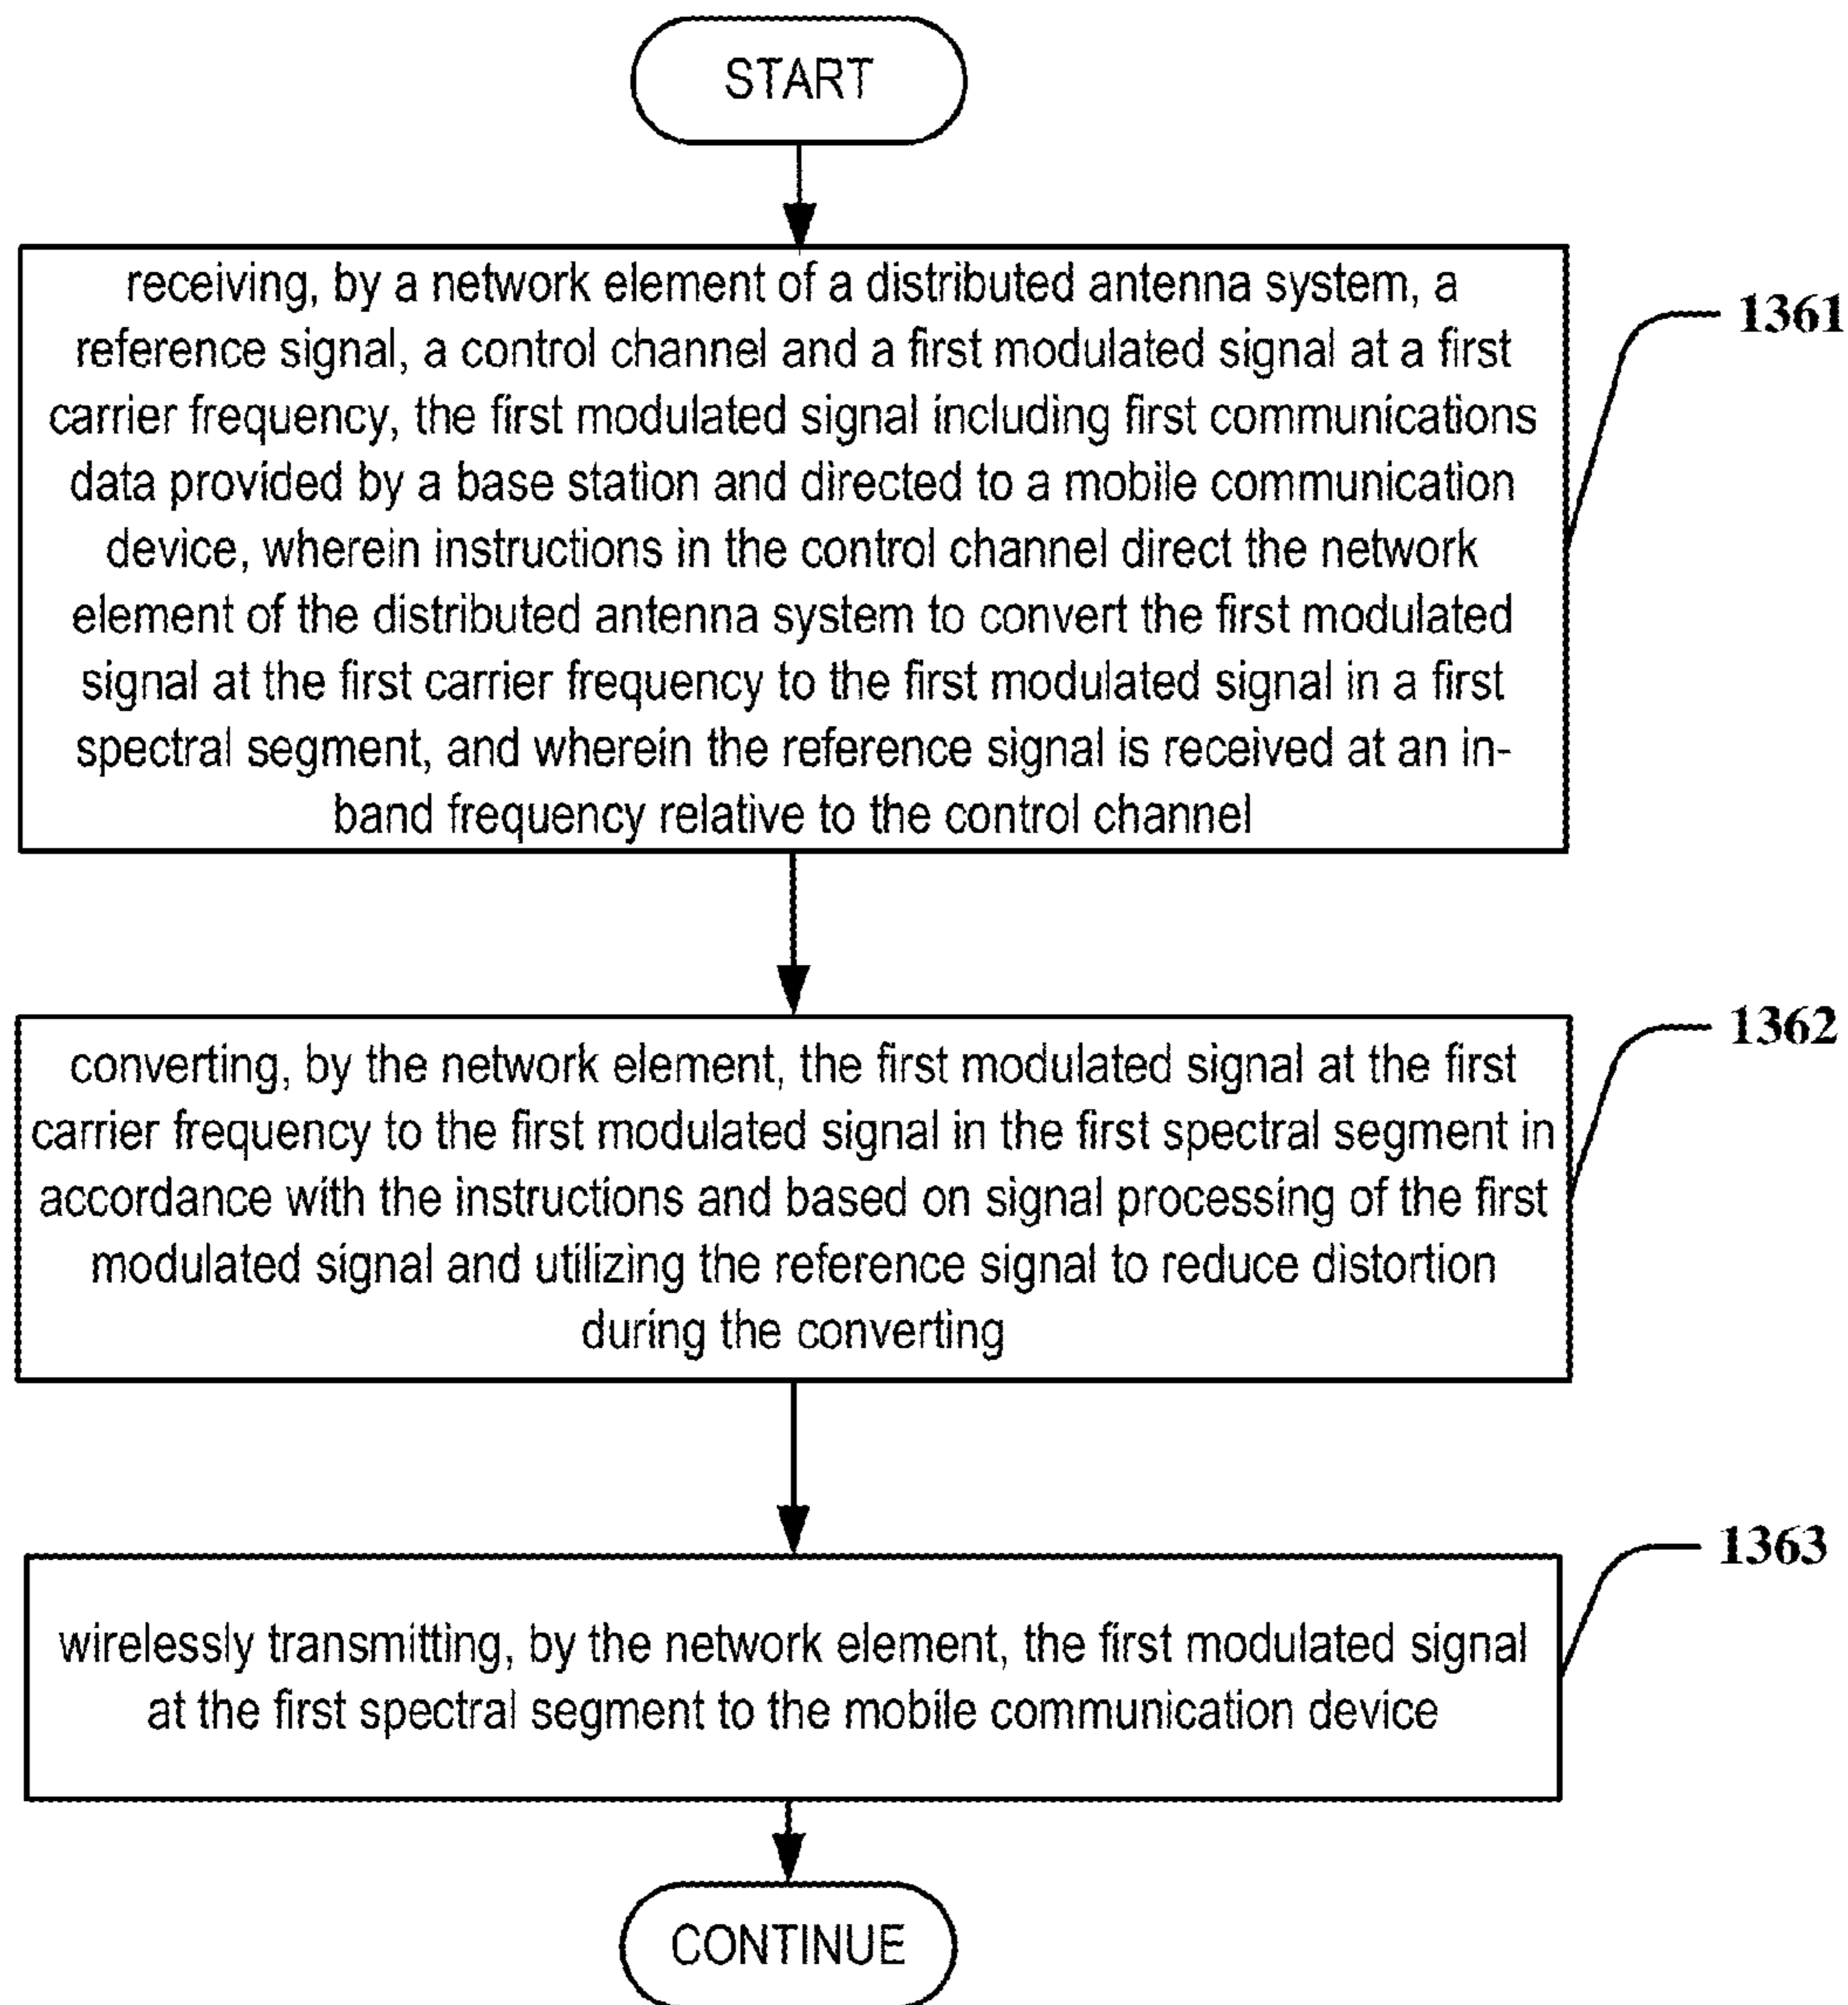 START
receiving, by a network element of a distributed antenna system, a
reference signal, a control channel and a first modulated signal at a first
carrier frequency, the first modulated signal including first communications
data provided by a base station and directed to a mobile communication
device, wherein instructions in the control channel direct the network
element of the distributed antenna system to convert the first modulated
signal at the first carrier frequency to the first modulated signal in a first
spectral segment, and wherein the reference signal is received at an in-
band frequency relative to the control channel
1361
converting, by the network element, the first modulated signal at the first
carrier frequency to the first modulated signal in the first spectral segment in
accordance with the instructions and based on signal processing of the first
modulated signal and utilizing the reference signal to reduce distortion
during the converting
1362
wirelessly transmitting, by the network element, the first modulated signal
at the first spectral segment to the mobile communication device
1363
CONTINUE